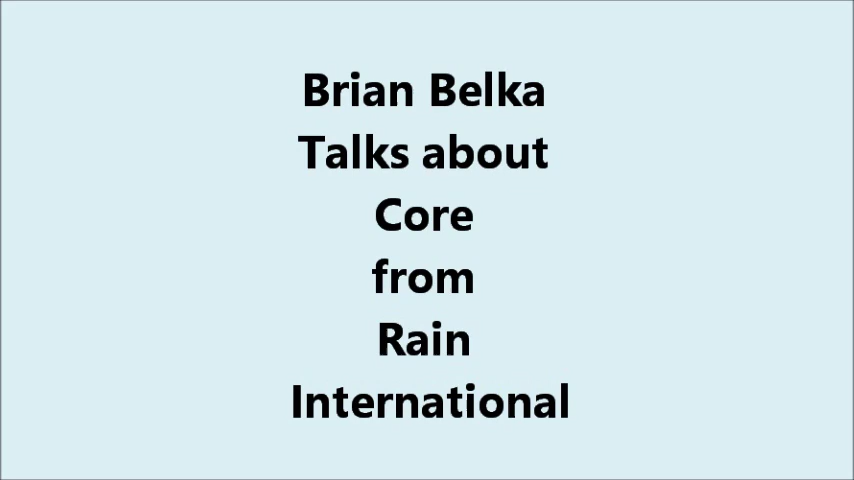 Brian Belka
Talks about
Core
from
Rain
International